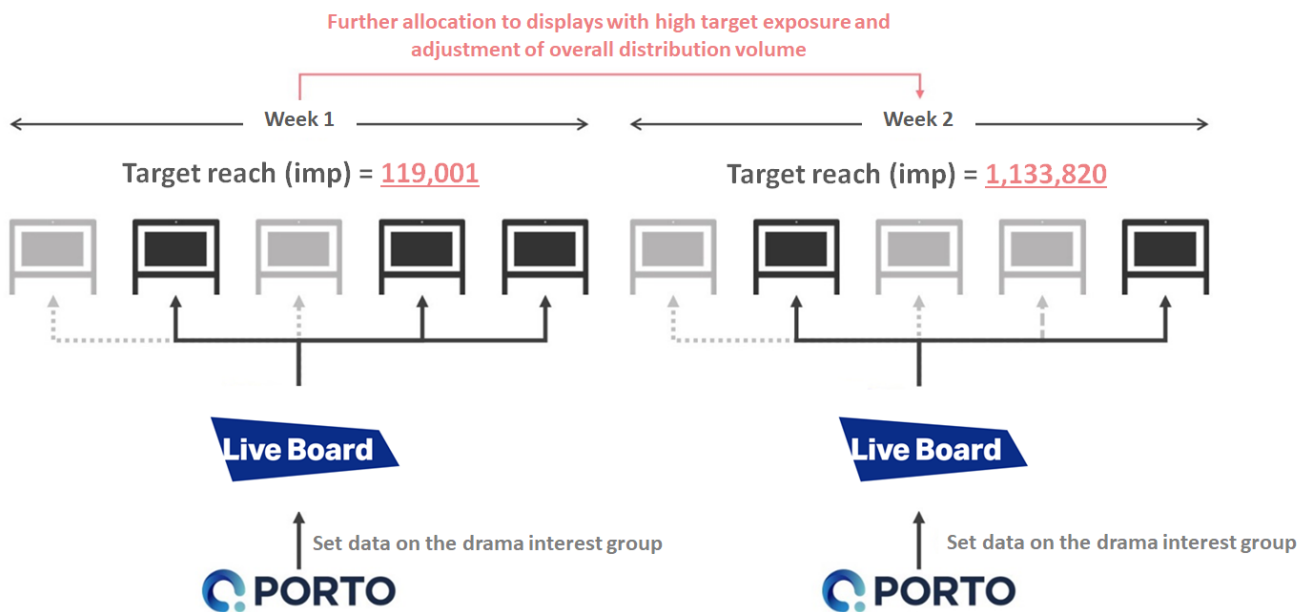 Further allocation to displays with high target exposure and
adjustment of overall distribution volume
Week 1
Week 2
Target reach (imp) = 119,001
Target reach (imp) = 1,133,820
Live Board
Live Board
Set data on the drama interest group
Set data on the drama interest group
PORTO
PORTO